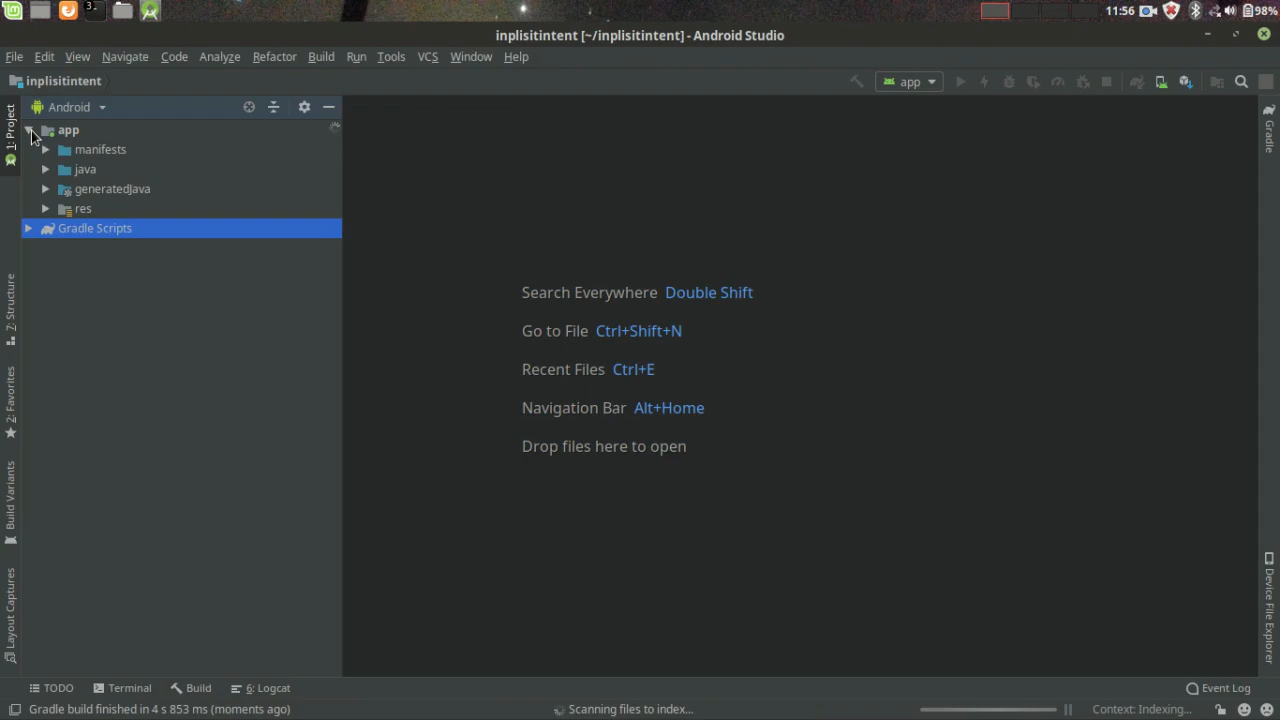 11:56 98%
inplisitintent [~/inplisitintent] - Android Studio
File Edit View Navigate Code Analyze Refactor Build Run Tools VCS Window Help
inplisitintent
app
Android
1: Project
app
manifests
java
generatedJava
res
Gradle Scripts
7: Structure
2: Favorites
Build Variants
Layout Captures
Search Everywhere Double Shift
Go to File Ctrl+Shift+N
Recent Files Ctrl+E
Navigation Bar Alt+Home
Drop files here to open
Gradle
Device File Explorer
TODO Terminal Build 6: Logcat Event Log
Gradle build finished in 4 s 853 ms (moments ago) Scanning files to index... Context: Indexing...